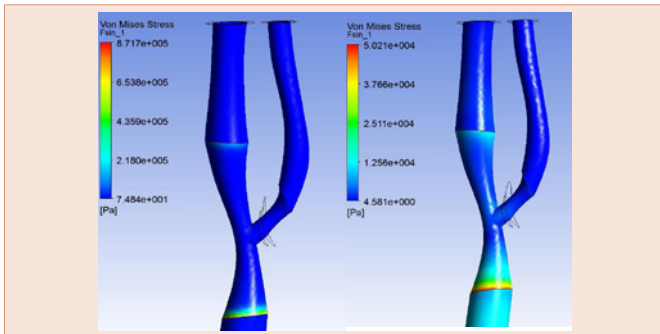 Von Mises Stress
Fsin_1
8.717e+005
6.538e+005
4.359e+005
2.180e+005
7.484e+001
[Pa]
Von Mises Stress
Fsin_1
5.021e+004
3.766e+004
2.511e+004
1.256e+004
4.581e+000
[Pa]